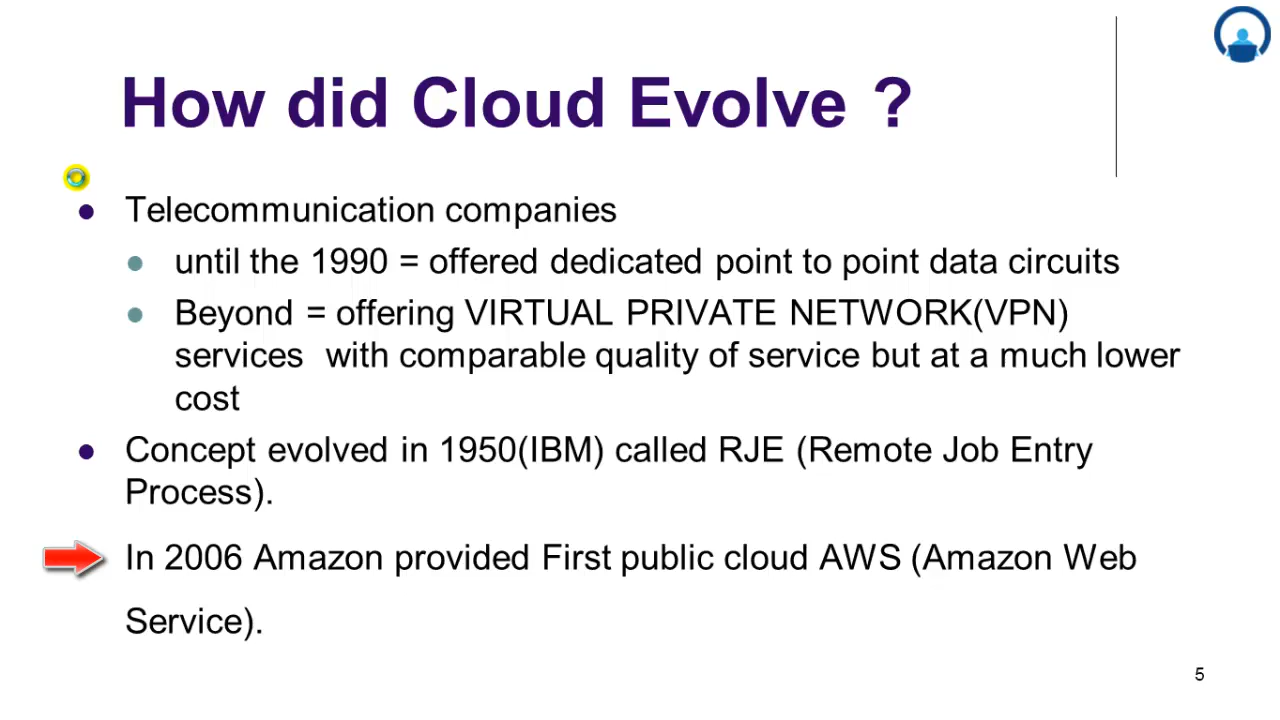 How did Cloud Evolve ?
Telecommunication companies
until the 1990 = offered dedicated point to point data circuits
Beyond = offering VIRTUAL PRIVATE NETWORK(VPN)
services with comparable quality of service but at a much lower
cost
Concept evolved in 1950(IBM) called RJE (Remote Job Entry
Process).
In 2006 Amazon provided First public cloud AWS (Amazon Web
Service).
5